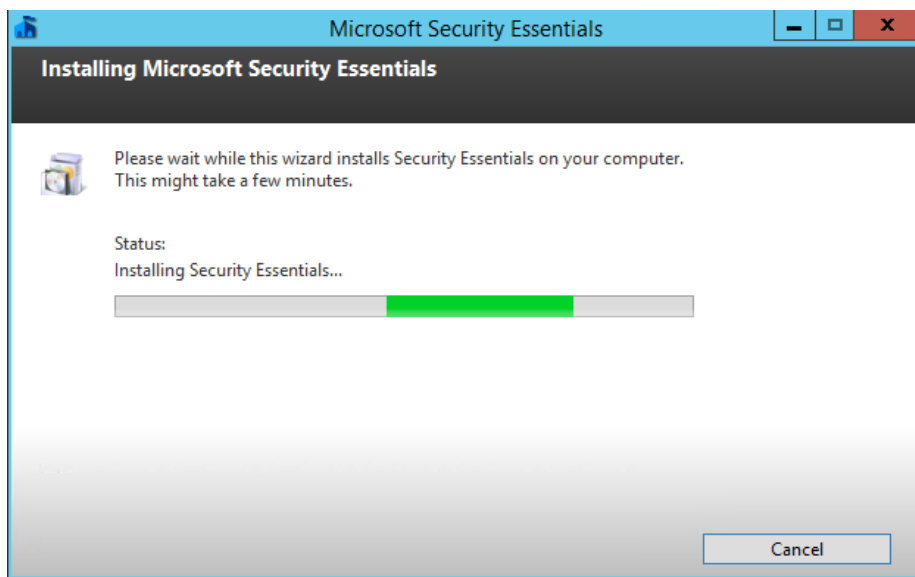 Microsoft Security Essentials
Installing Microsoft Security Essentials
Please wait while this wizard installs Security Essentials on your computer.
This might take a few minutes.
Status:
Installing Security Essentials...
Cancel